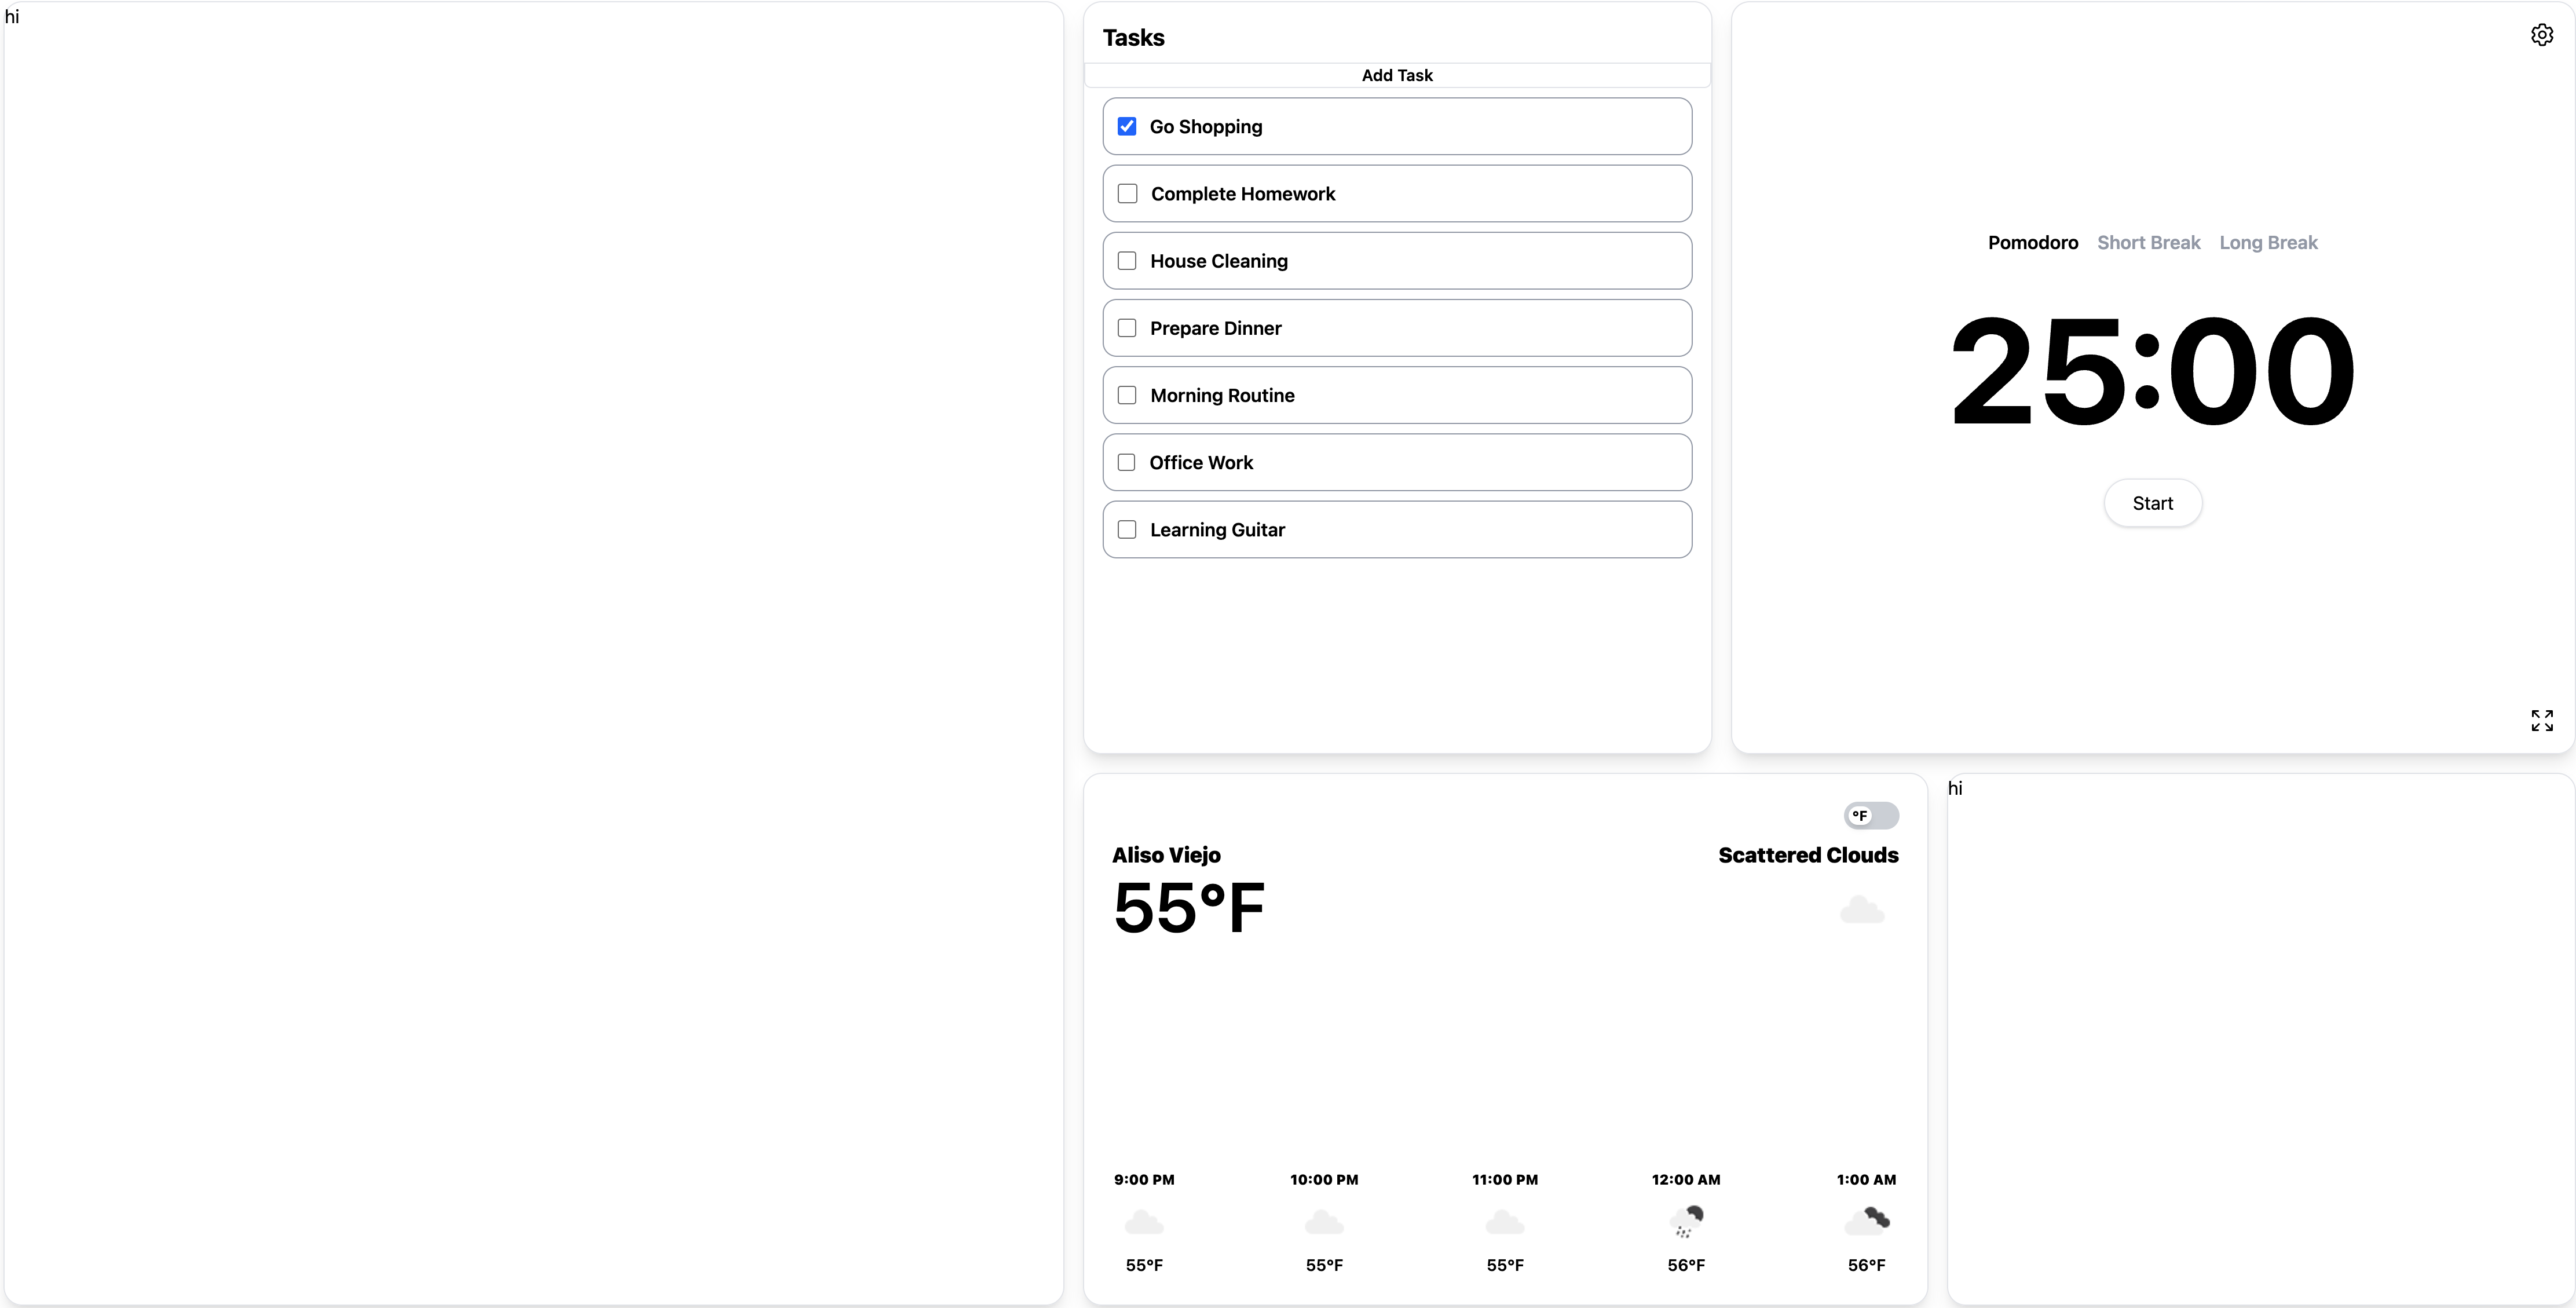 hi
Tasks
Add Task
Go Shopping
Complete Homework
House Cleaning
Prepare Dinner
Morning Routine
Office Work
Learning Guitar
Pomodoro Short Break Long Break
25:00
Start
°F
Aliso Viejo Scattered Clouds
55°F
9:00 PM 10:00 PM 11:00 PM 12:00 AM 1:00 AM
55°F 55°F 55°F 56°F 56°F
hi